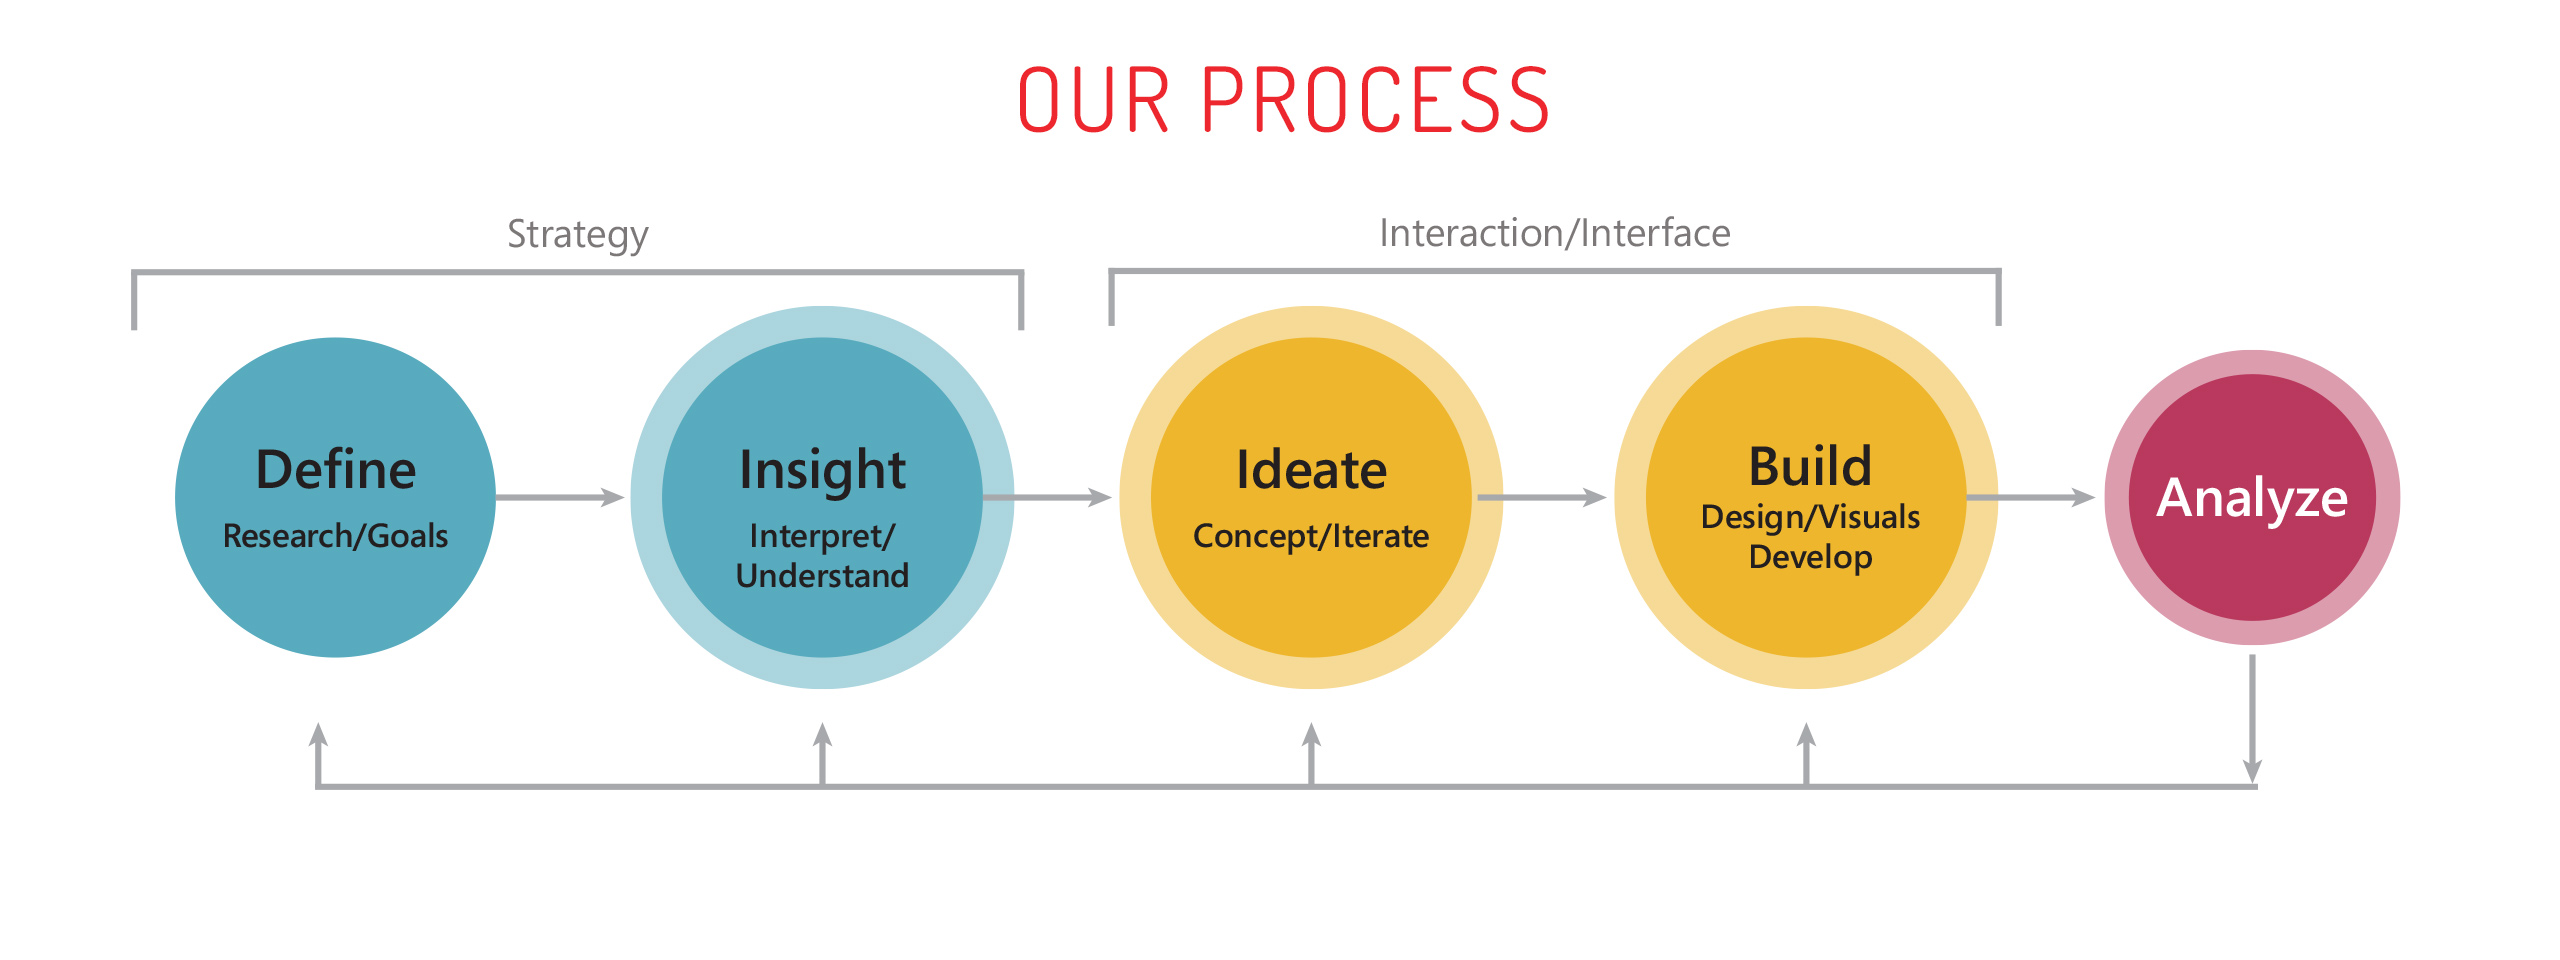 OUR PROCESS
Strategy
Interaction/Interface
Define
Research/Goals
Insight
Interpret/
Understand
Ideate
Concept/Iterate
Build
Design/Visuals
Develop
Analyze